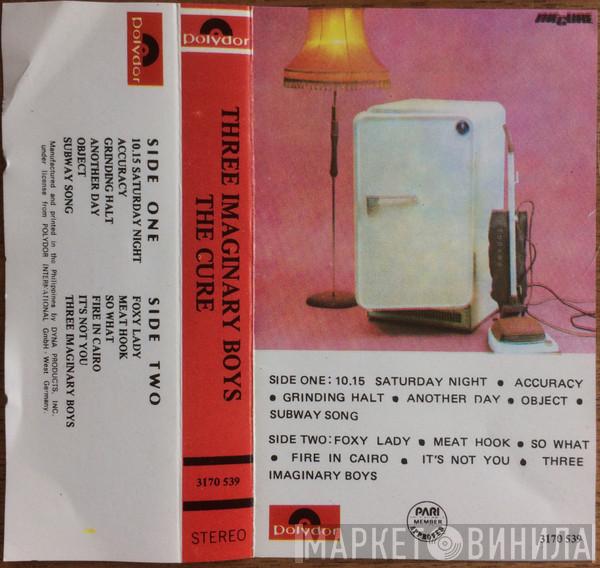 Polydor
SIDE ONE
10.15 SATURDAY NIGHT
ACCURACY
GRINDING HALT
ANOTHER DAY
OBJECT
SUBWAY SONG
SIDE TWO
FOXY LADY
MEAT HOOK
SO WHAT
FIRE IN CAIRO
IT'S NOT YOU
THREE IMAGINARY BOYS
Manufactured and printed in the Philippines by DYNA PRODUCTS, INC.
under license from POLYDOR INTERNATIONAL GmbH - West Germany.
Polydor
THREE IMAGINARY BOYS
THE CURE
3170 539
STEREO
THE CURE
HOOVER
SIDE ONE: 10.15 SATURDAY NIGHT • ACCURACY
• GRINDING HALT • ANOTHER DAY • OBJECT •
SUBWAY SONG
SIDE TWO: FOXY LADY • MEAT HOOK • SO WHAT
• FIRE IN CAIRO • IT'S NOT YOU • THREE
IMAGINARY BOYS
Polydor
PARI
MEMBER
APPROVED
3170 539
МАРКЕТ ВИНИЛА